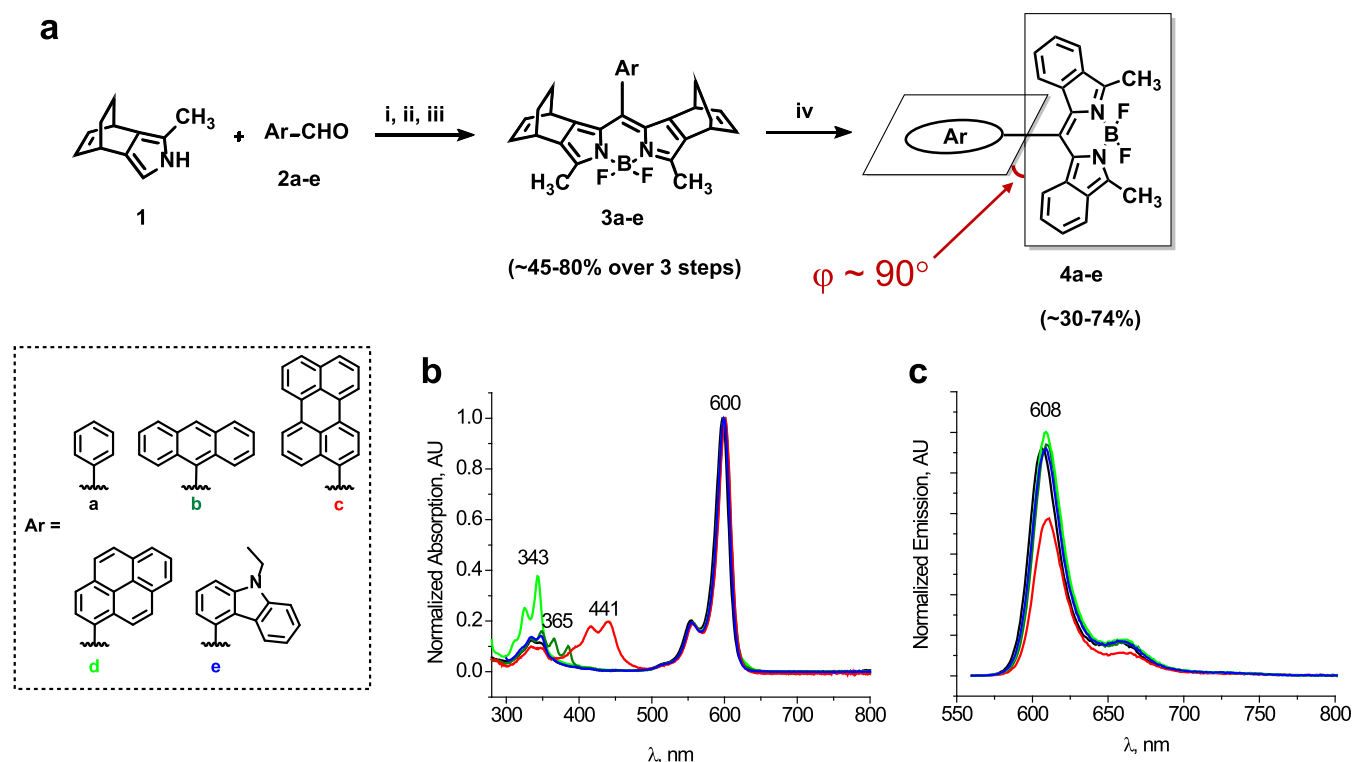 a
CH3
NH
1
+
Ar–CHO
2a-e
i, ii, iii
Ar
N
N
B
F
F
H3C
CH3
3a-e
(~45-80% over 3 steps)
iv
Ar
CH3
N
F
B
F
N
CH3
φ ~ 90°
4a-e
(~30-74%)
Ar =
a
b
c
d
N
e
b
Normalized Absorption, AU
1.0
0.8
0.6
0.4
0.2
0.0
343
365
441
600
300
400
500
600
700
800
λ, nm
c
Normalized Emission, AU
608
550
600
650
700
750
800
λ, nm